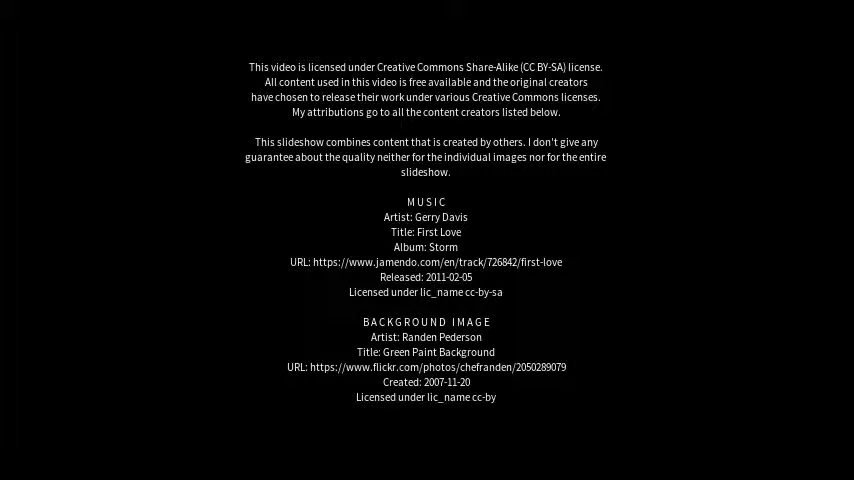 This video is licensed under Creative Commons Share-Alike (CC BY-SA) license.
All content used in this video is free available and the original creators
have chosen to release their work under various Creative Commons licenses.
My attributions go to all the content creators listed below.
This slideshow combines content that is created by others. I don't give any
guarantee about the quality neither for the individual images nor for the entire
slideshow.
MUSIC
Artist: Gerry Davis
Title: First Love
Album: Storm
URL: https://www.jamendo.com/en/track/726842/first-love
Released: 2011-02-05
Licensed under lic_name cc-by-sa
BACKGROUND IMAGE
Artist: Randen Pederson
Title: Green Paint Background
URL: https://www.flickr.com/photos/chefranden/2050289079
Created: 2007-11-20
Licensed under lic_name cc-by